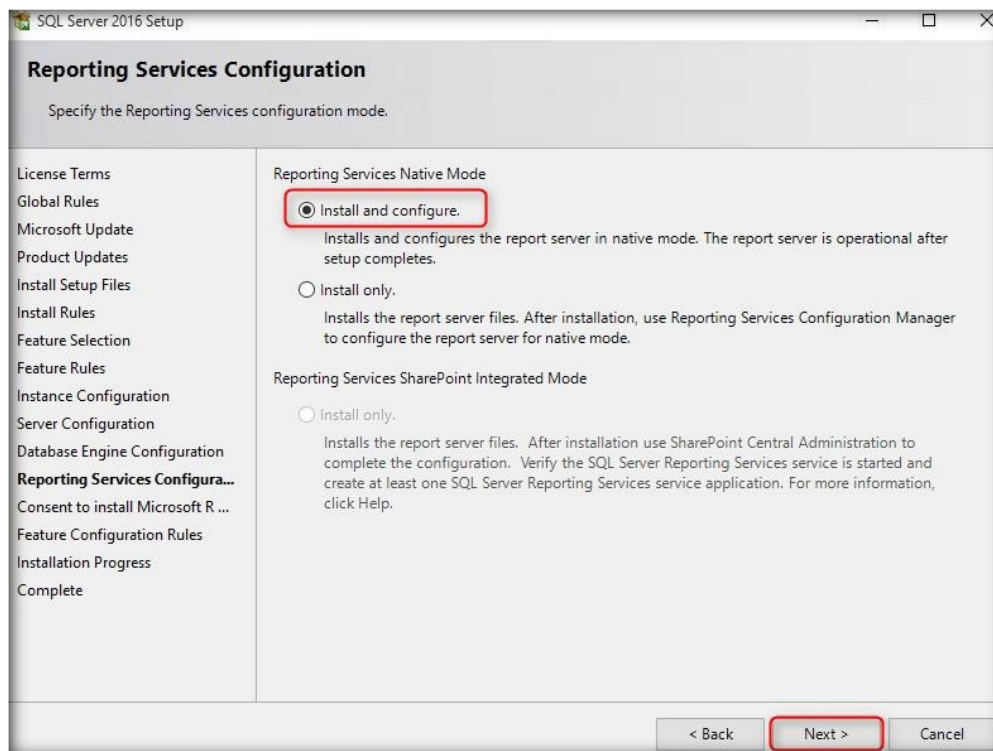 SQL Server 2016 Setup
Reporting Services Configuration
Specify the Reporting Services configuration mode.
License Terms
Global Rules
Microsoft Update
Product Updates
Install Setup Files
Install Rules
Feature Selection
Feature Rules
Instance Configuration
Server Configuration
Database Engine Configuration
Reporting Services Configura...
Consent to install Microsoft R ...
Feature Configuration Rules
Installation Progress
Complete
Reporting Services Native Mode
Install and configure.
Installs and configures the report server in native mode. The report server is operational after
setup completes.
Install only.
Installs the report server files. After installation, use Reporting Services Configuration Manager
to configure the report server for native mode.
Reporting Services SharePoint Integrated Mode
Install only.
Installs the report server files. After installation use SharePoint Central Administration to
complete the configuration. Verify the SQL Server Reporting Services service is started and
create at least one SQL Server Reporting Services service application. For more information,
click Help.
< Back
Next >
Cancel